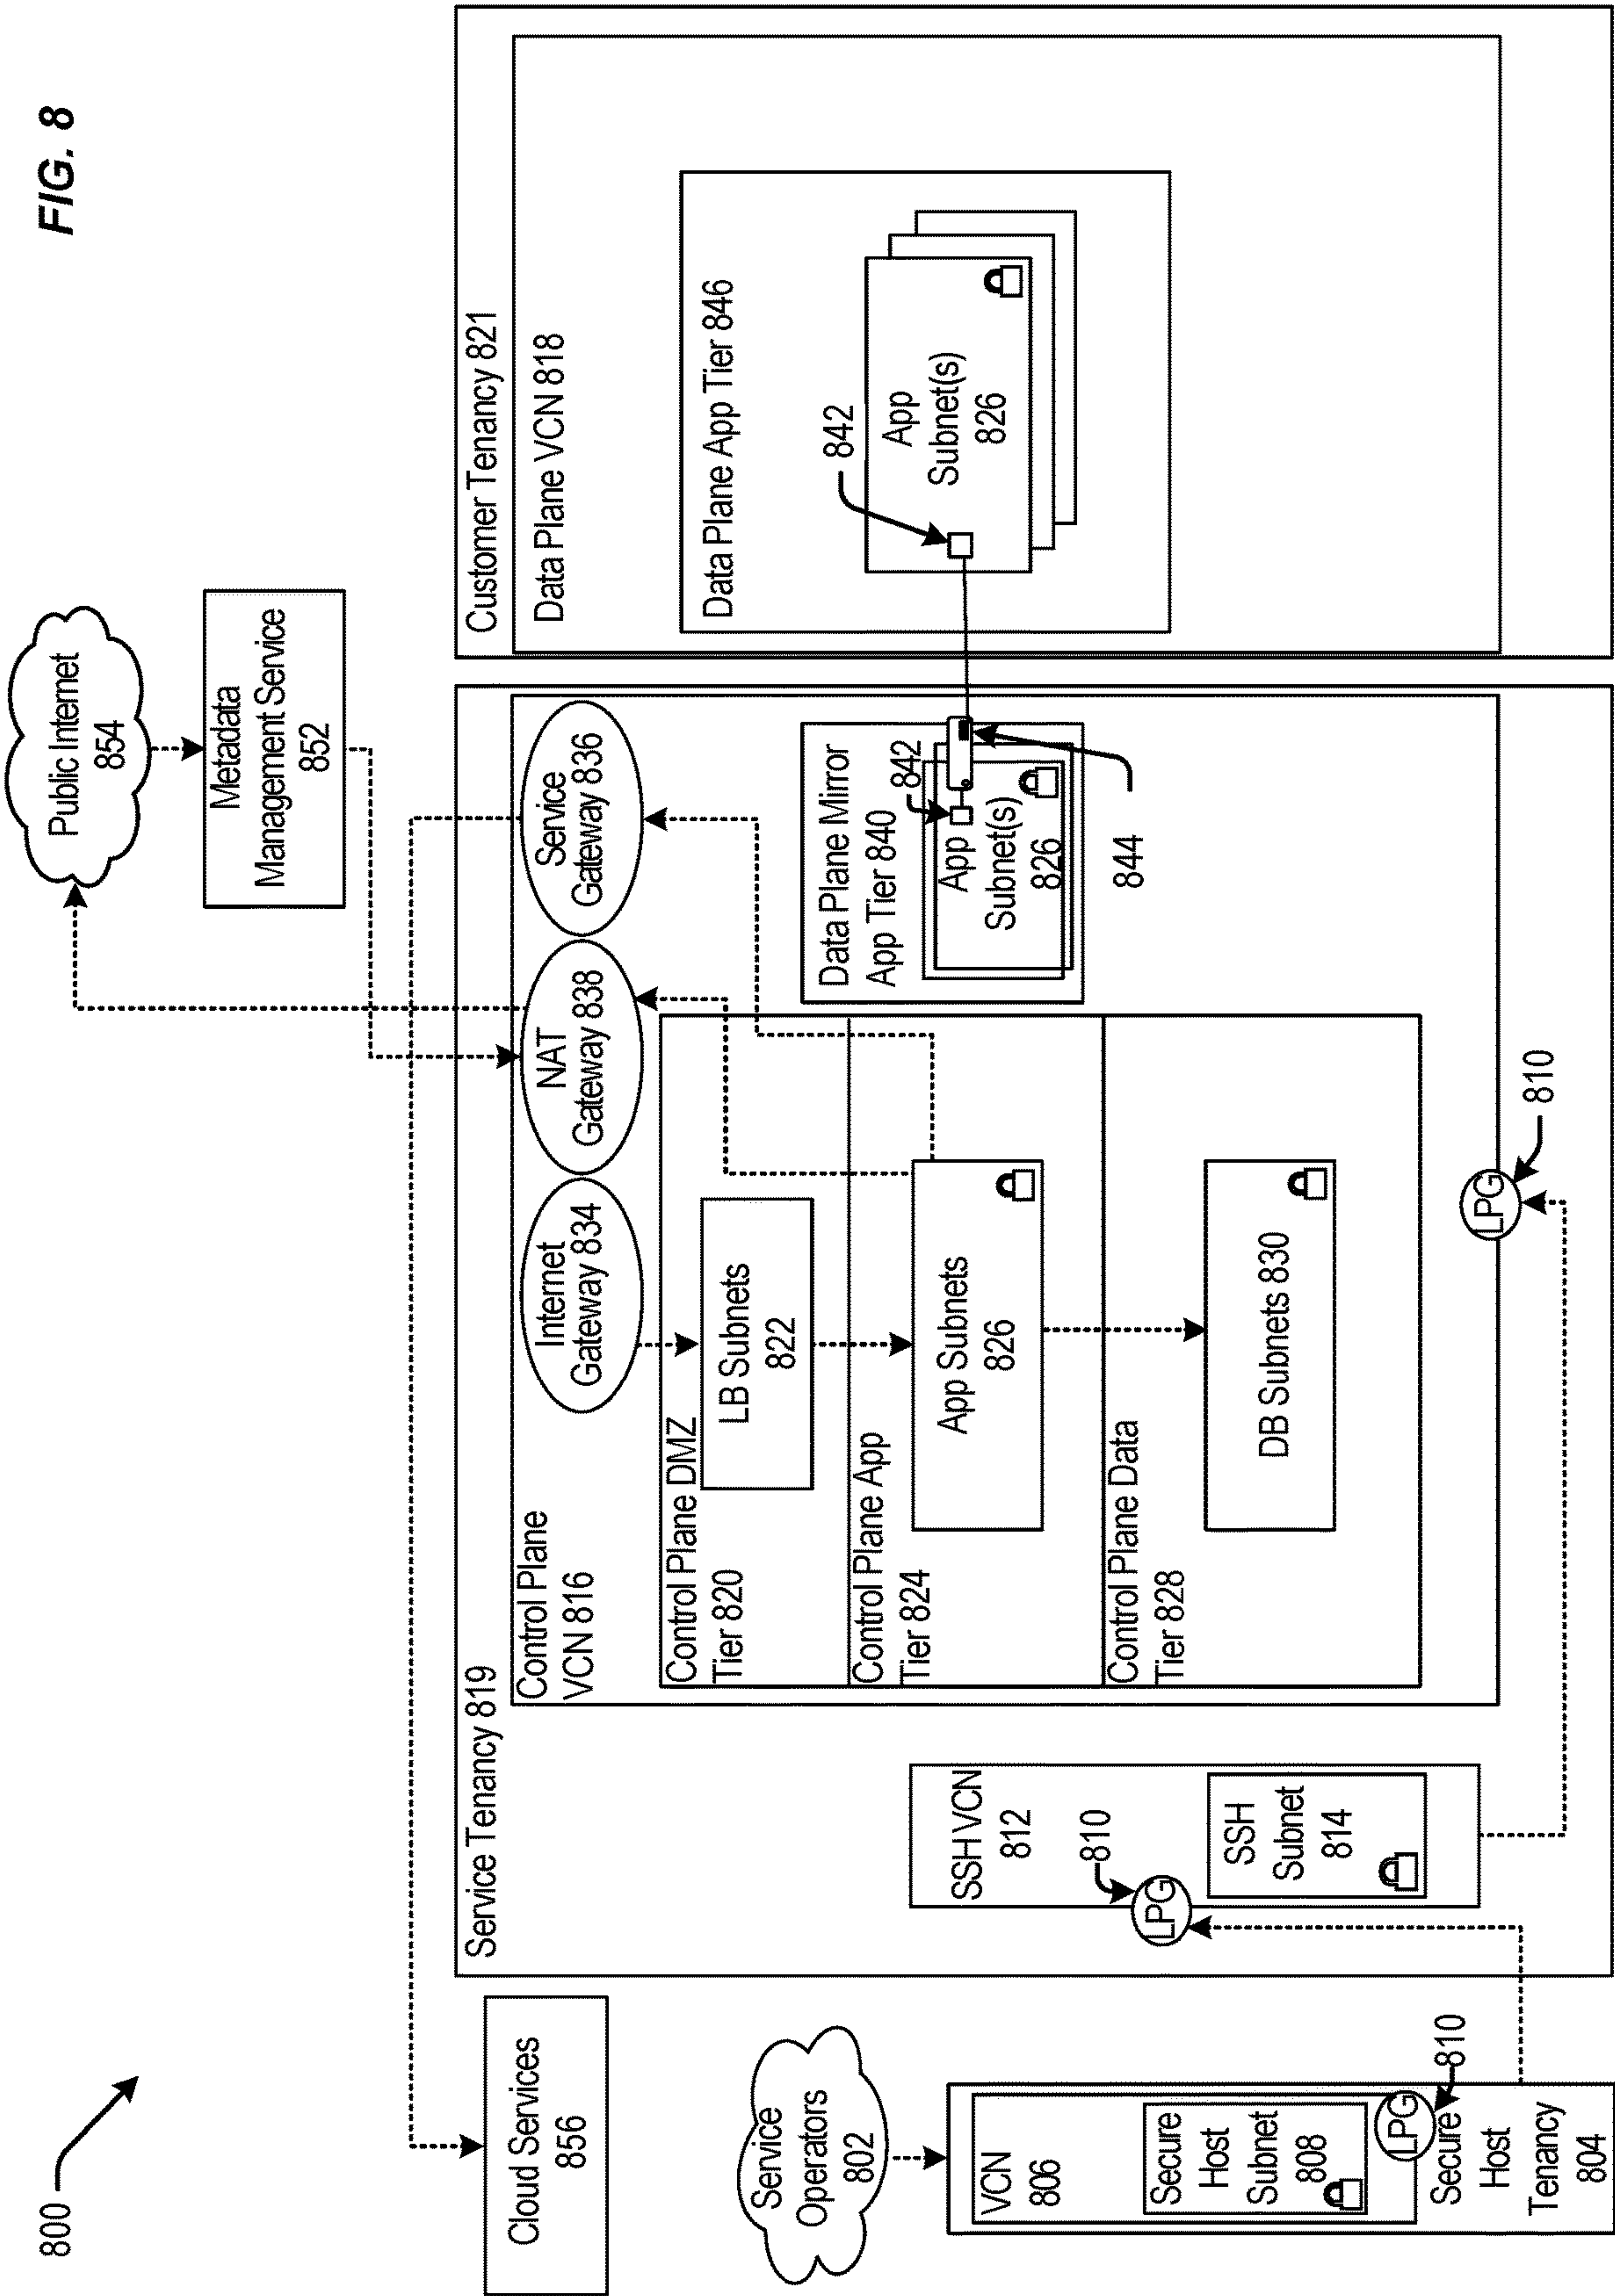 FIG. 8
800
Public Internet
854
Metadata
Management Service
852
Cloud Services
856
Service
Operators
802
VCN
806
Secure
Host
Subnet
808
LPG
810
Secure
Host
Tenancy
804
Service Tenancy 819
SSH VCN
812
810
LPG
SSH
Subnet
814
Control Plane
VCN 816
Internet
Gateway 834
NAT
Gateway 838
Service
Gateway 836
Control Plane DMZ
Tier 820
LB Subnets
822
Control Plane App
Tier 824
App Subnets
826
Control Plane Data
Tier 828
DB Subnets 830
LPG
810
Data Plane Mirror
App Tier 840
842
App
Subnet(s)
826
844
Customer Tenancy 821
Data Plane VCN 818
Data Plane App Tier 846
842
App
Subnet(s)
826